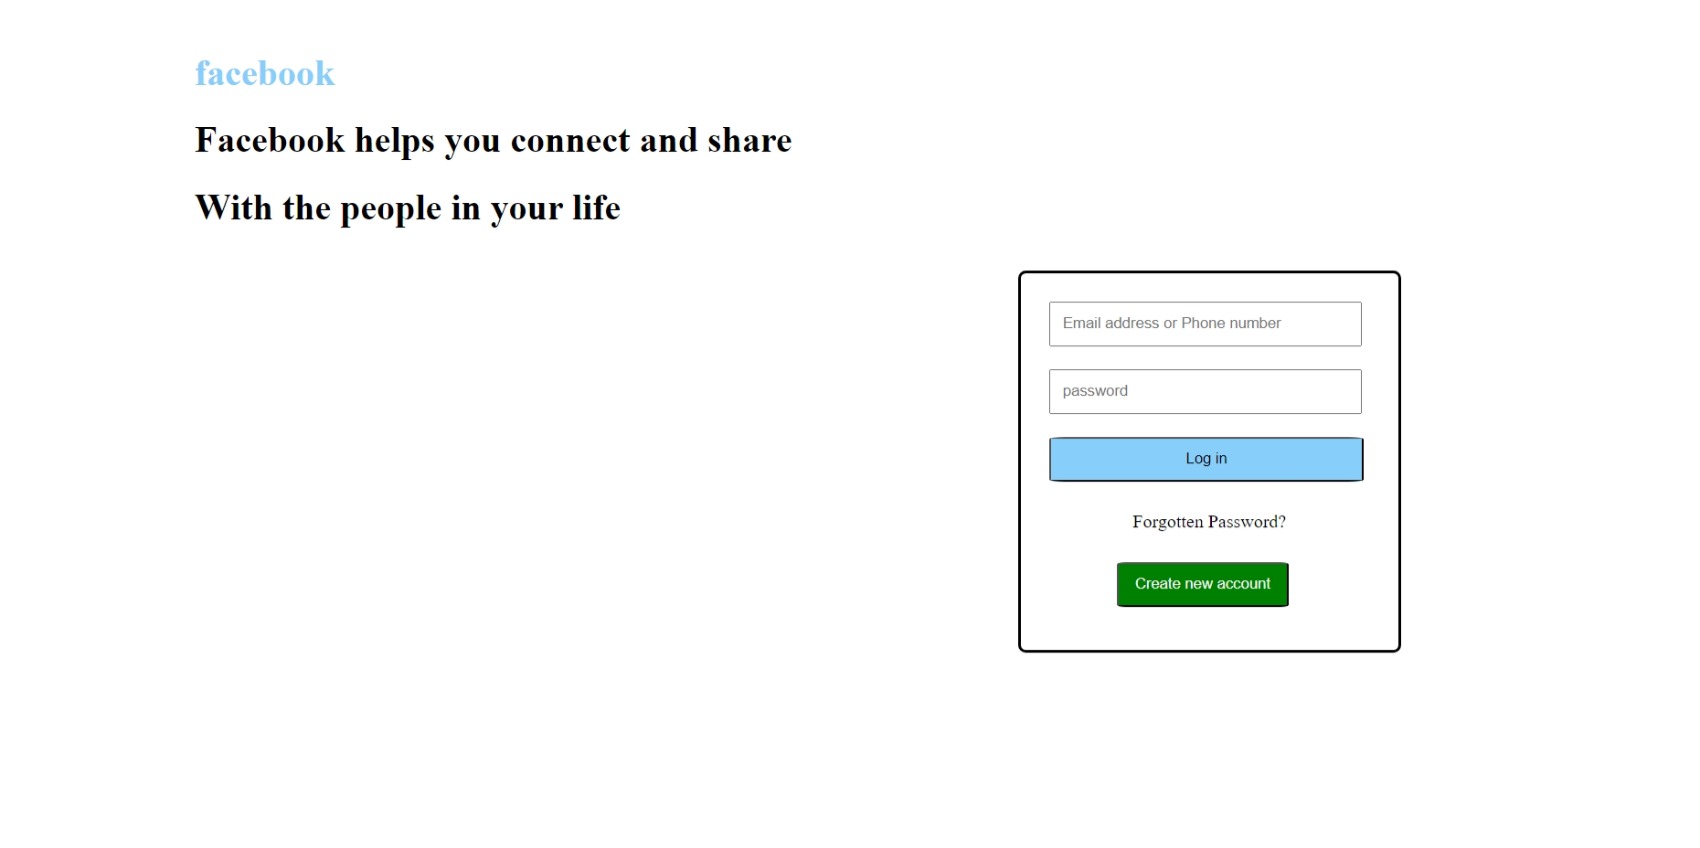 facebook
Facebook helps you connect and share
With the people in your life
Email address or Phone number
password
Log in
Forgotten Password?
Create new account